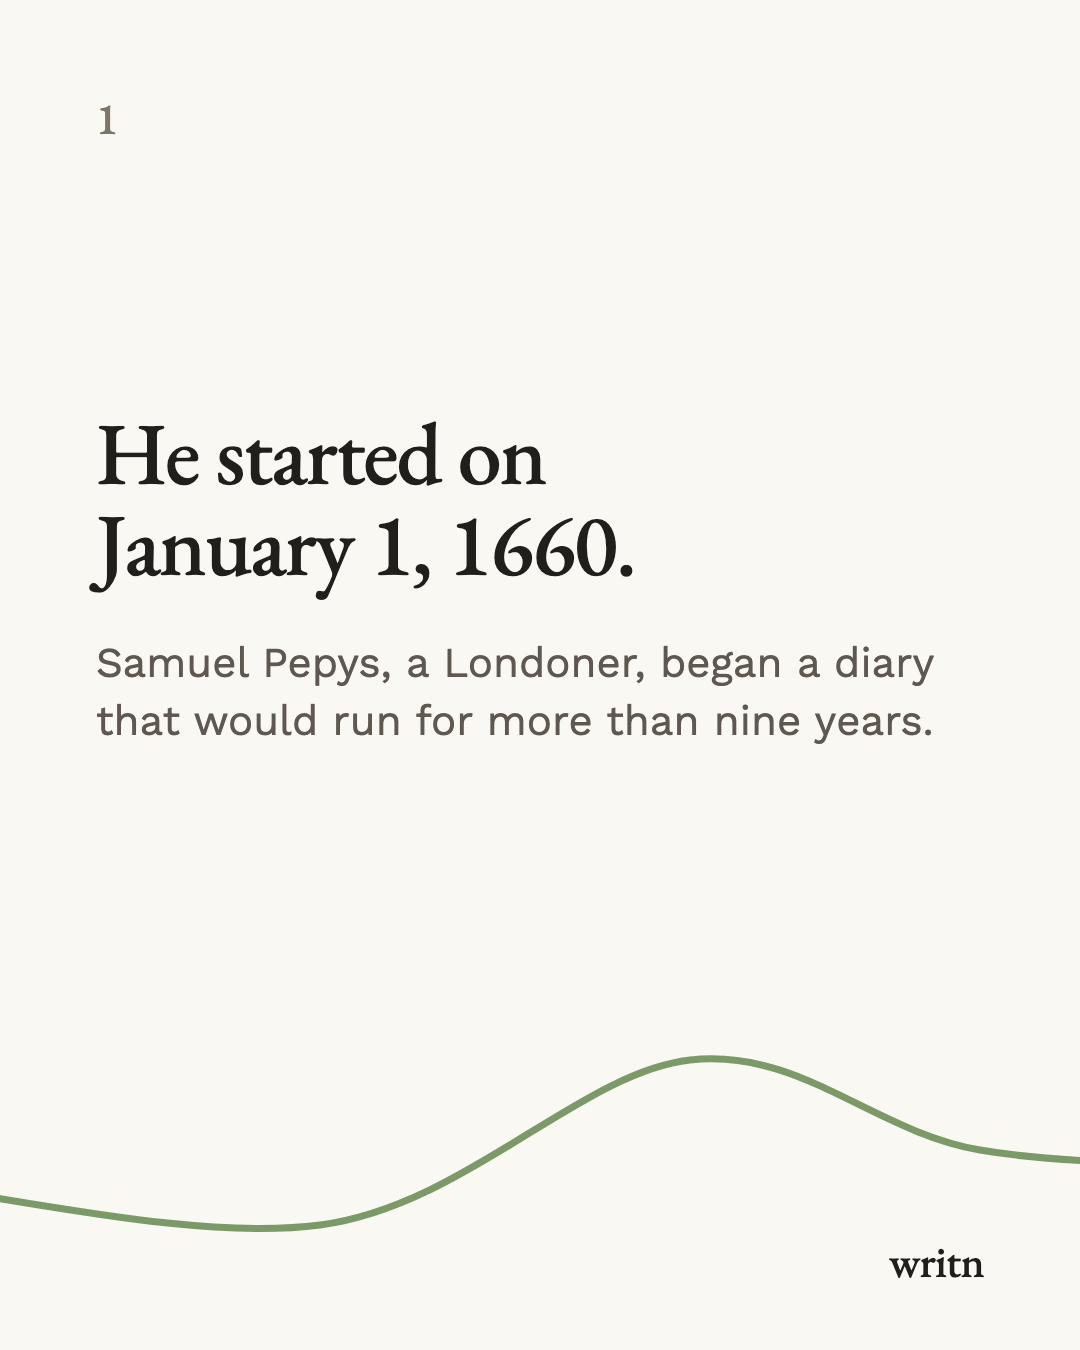 1
He started on
January 1, 1660.
Samuel Pepys, a Londoner, began a diary
that would run for more than nine years.
writn